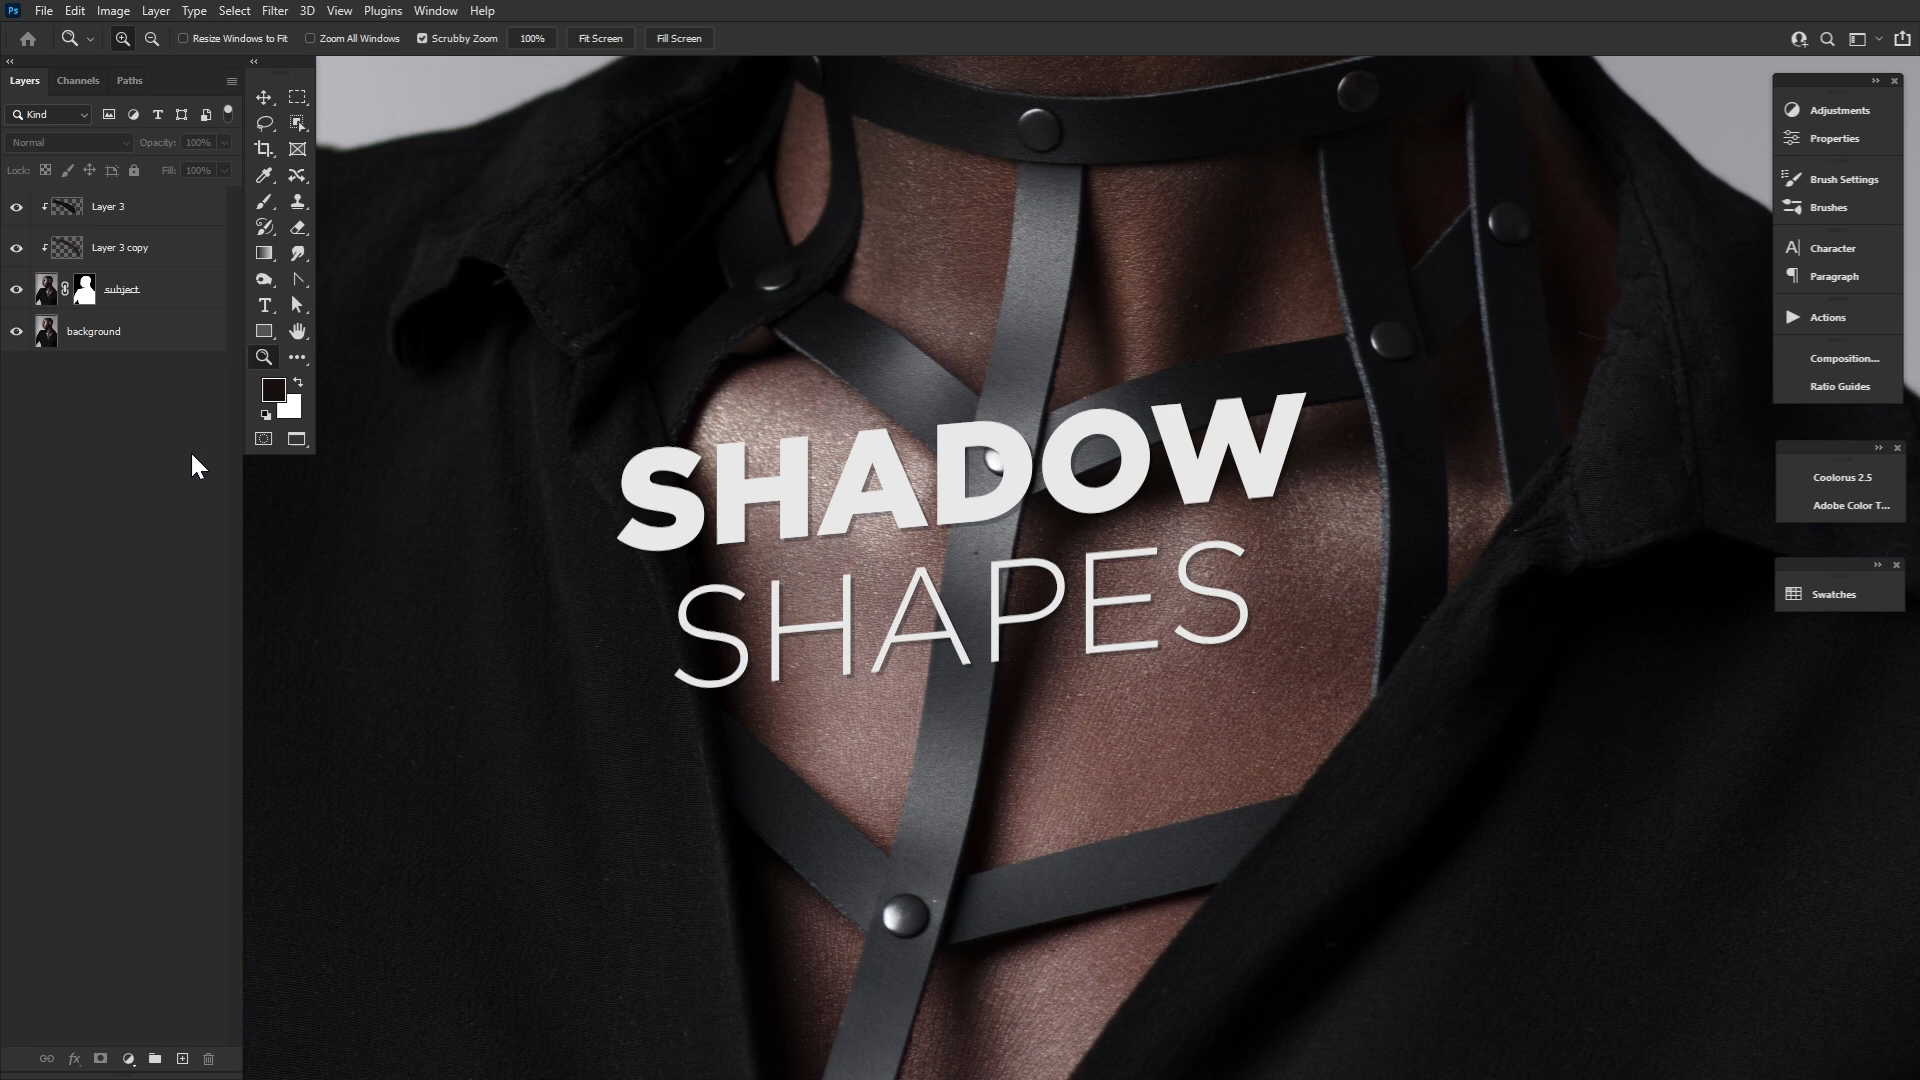 Ps File Edit Image Layer Type Select Filter 3D View Plugins Window Help
Resize Windows to Fit Zoom All Windows Scrubby Zoom 100% Fit Screen Fill Screen
Layers Channels Paths
Kind
Normal Opacity: 100%
Lock: Fill: 100%
Layer 3
Layer 3 copy
subject
background
SHADOW
SHAPES
Adjustments
Properties
Brush Settings
Brushes
Character
Paragraph
Actions
Composition...
Ratio Guides
Coolorus 2.5
Adobe Color T...
Swatches
fx